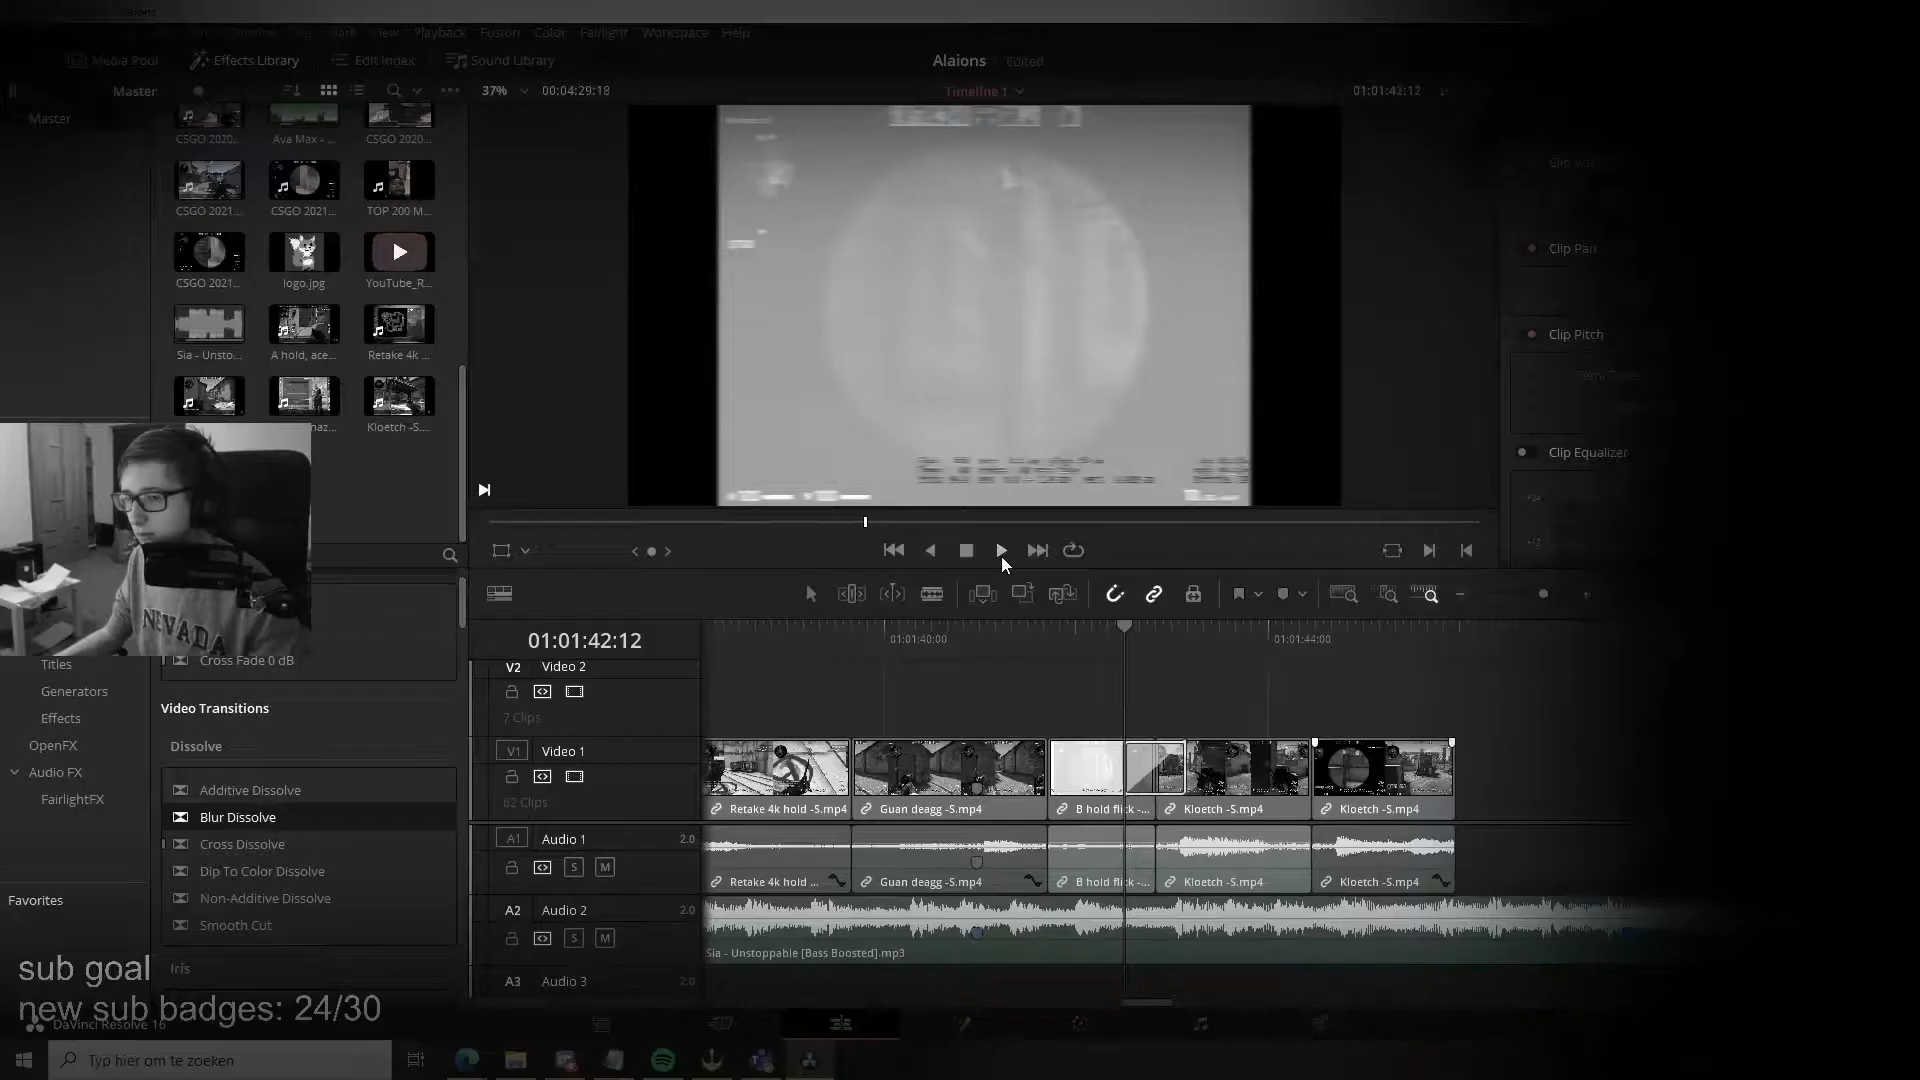 Mark View Playback Fusion Color Fairlight Workspace Help
Media Pool Effects Library Edit Index Sound Library Alaions Edited
Master 37% 00:04:29:18 Timeline 1 01:01:42:12
Master
CSGO 2020... Ava Max - ... CSGO 2020...
CSGO 2021... CSGO 2021... TOP 200 M...
CSGO 2021... logo.jpg YouTube_R...
Sia - Unsto... A hold, ace... Retake 4k ...
Kloetch -S....
Clip Pan
Clip Pitch
Clip Equalizer
NEVADA
01:01:42:12
01:01:40:00 01:01:44:00
Cross Fade 0 dB
Titles
Generators
Effects
OpenFX
Audio FX
FairlightFX
Favorites
Video Transitions
Dissolve
Additive Dissolve
Blur Dissolve
Cross Dissolve
Dip To Color Dissolve
Non-Additive Dissolve
Smooth Cut
Iris
V2 Video 2
7 Clips
V1 Video 1
62 Clips
Retake 4k hold -S.mp4 Guan deagg -S.mp4 B hold flick -... Kloetch -S.mp4 Kloetch -S.mp4
A1 Audio 1 2.0
S M
Retake 4k hold ... Guan deagg -S.mp4 B hold flick -... Kloetch -S.mp4 Kloetch -S.mp4
A2 Audio 2 2.0
S M
Sia - Unstoppable [Bass Boosted].mp3
A3 Audio 3 2.0
sub goal
new sub badges: 24/30
DaVinci Resolve 16
Typ hier om te zoeken